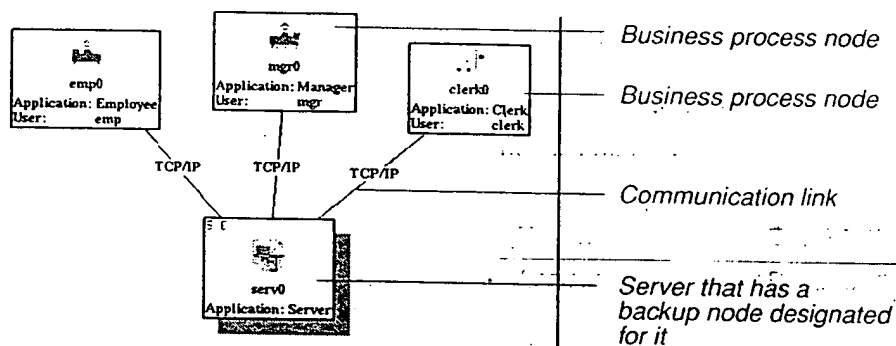 Business process node
mgr0
Application: Manager
User: mgr
emp0
Application: Employee
User: emp
clerk0
Application: Clerk
User: clerk
Business process node
TCP/IP
TCP/IP
TCP/IP
Communication link
serv0
Application: Server
Server that has a
backup node designated
for it